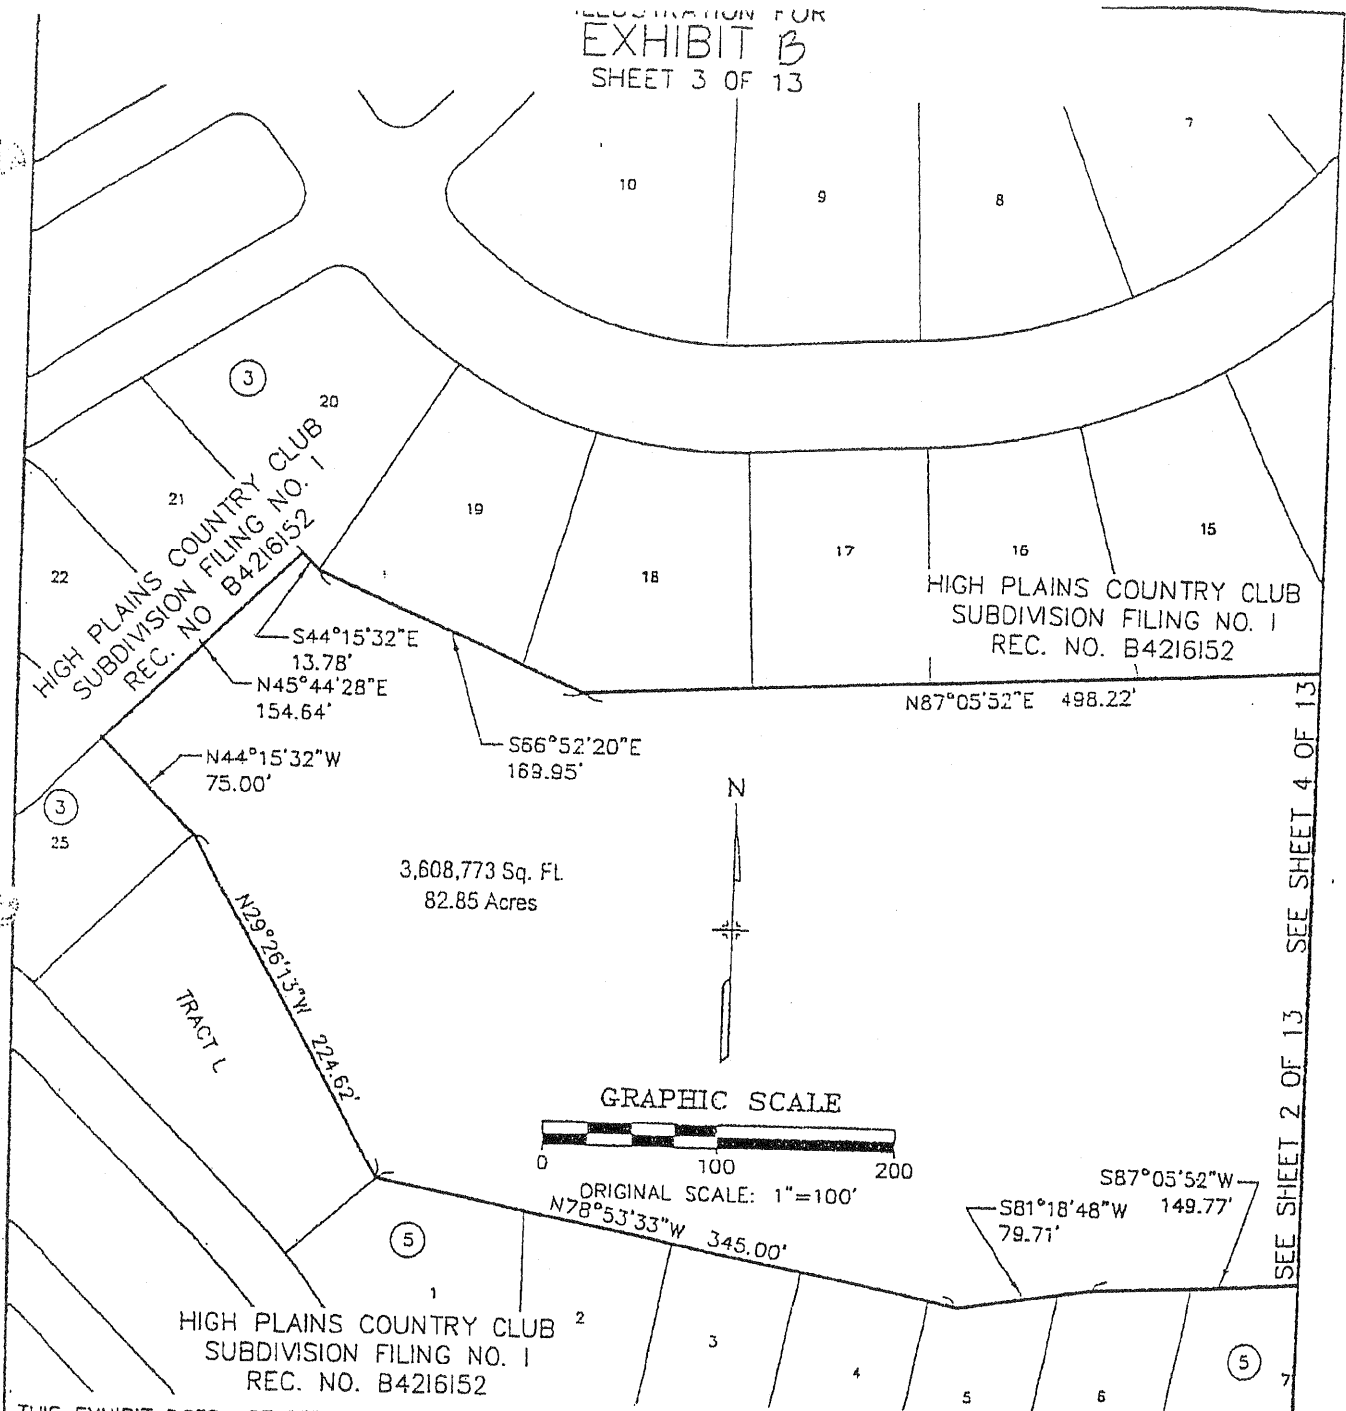 ILLUSTRATION FOR
EXHIBIT B
SHEET 3 OF 13
7
10
9
8
3
20
21
19
22
18
17
16
15
HIGH PLAINS COUNTRY CLUB
SUBDIVISION FILING NO. 1
REC. NO B4216152
HIGH PLAINS COUNTRY CLUB
SUBDIVISION FILING NO. 1
REC. NO. B4216152
S44°15'32"E
13.78'
N45°44'28"E
154.64'
N87°05'52"E 498.22'
S66°52'20"E
169.95'
N44°15'32"W
75.00'
3
25
N
3,608,773 Sq. Ft.
82.85 Acres
SEE SHEET 4 OF 13
N29°26'13"W 224.62'
TRACT L
SEE SHEET 2 OF 13
GRAPHIC SCALE
0 100 200
ORIGINAL SCALE: 1"=100'
N78°53'33"W 345.00'
S87°05'52"W
149.77'
S81°18'48"W
79.71'
5
1
2
3
4
5
6
5
7
HIGH PLAINS COUNTRY CLUB
SUBDIVISION FILING NO. 1
REC. NO. B4216152
THIS EXHIBIT DOES